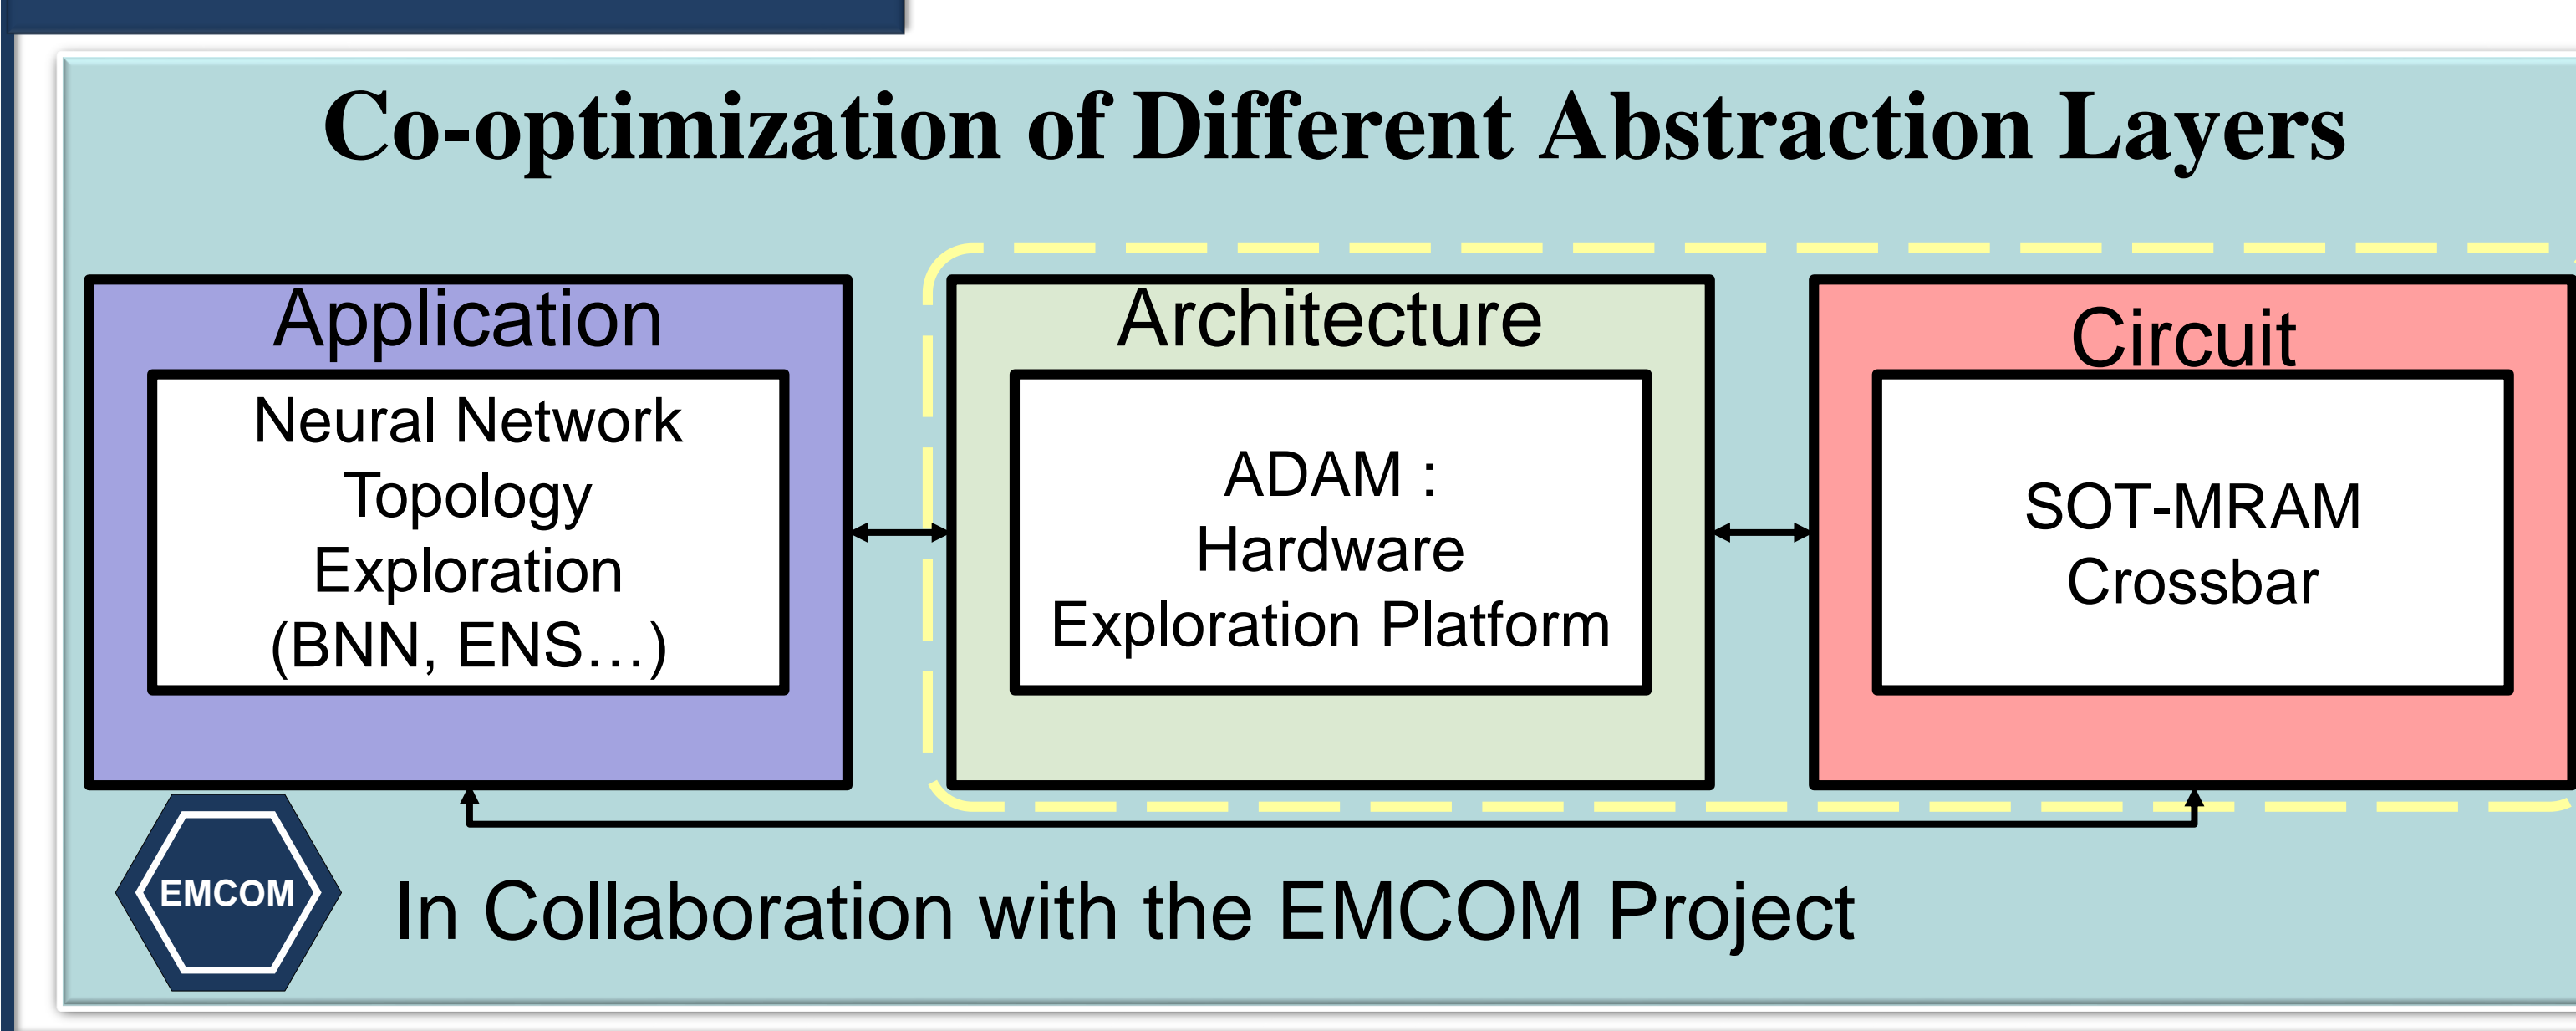 Co-optimization of Different Abstraction Layers
Application
Neural Network
Topology
Exploration
(BNN, ENS…)
Architecture
ADAM :
Hardware
Exploration Platform
Circuit
SOT-MRAM
Crossbar
EMCOM
In Collaboration with the EMCOM Project